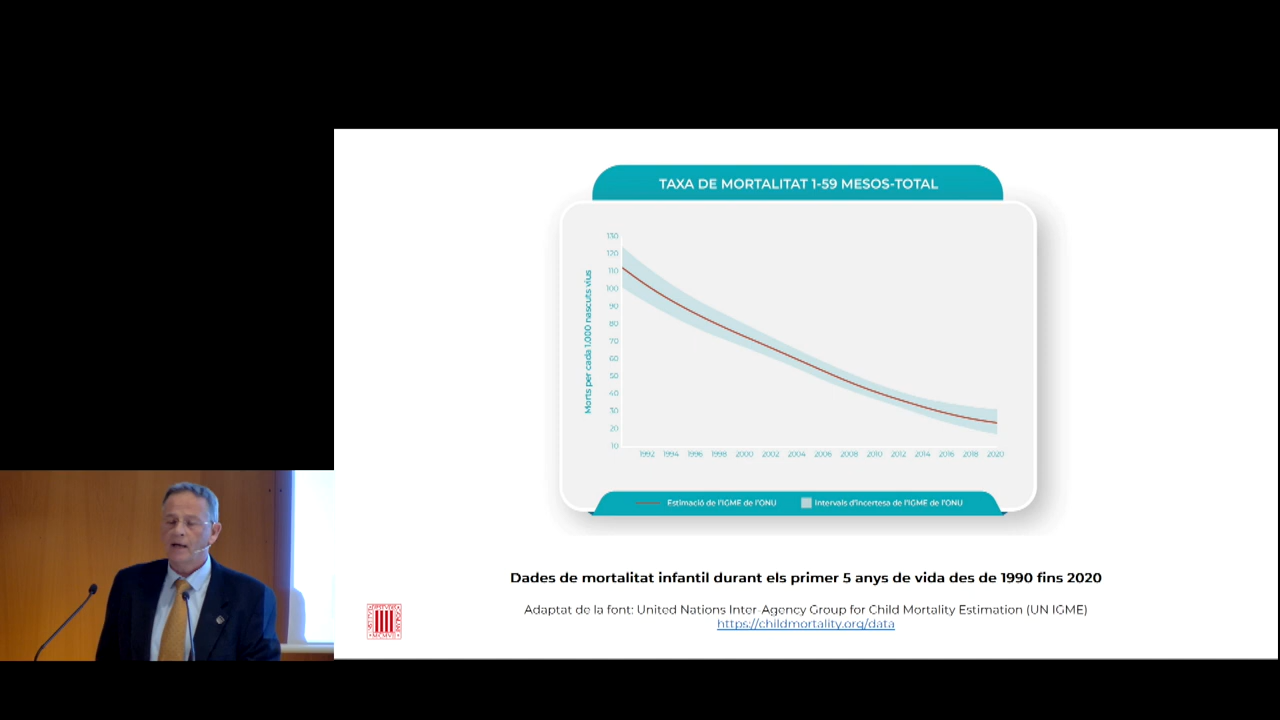 TAXA DE MORTALITAT 1-59 MESOS-TOTAL
Morts per cada 1.000 nascuts vius
130
120
110
100
90
80
70
60
50
40
30
20
10
1992 1994 1996 1998 2000 2002 2004 2006 2008 2010 2012 2014 2016 2018 2020
Estimació de l'IGME de l'ONU Intervals d'incertesa de l'IGME de l'ONU
Dades de mortalitat infantil durant els primer 5 anys de vida des de 1990 fins 2020
Adaptat de la font: United Nations Inter-Agency Group for Child Mortality Estimation (UN IGME)
https://childmortality.org/data